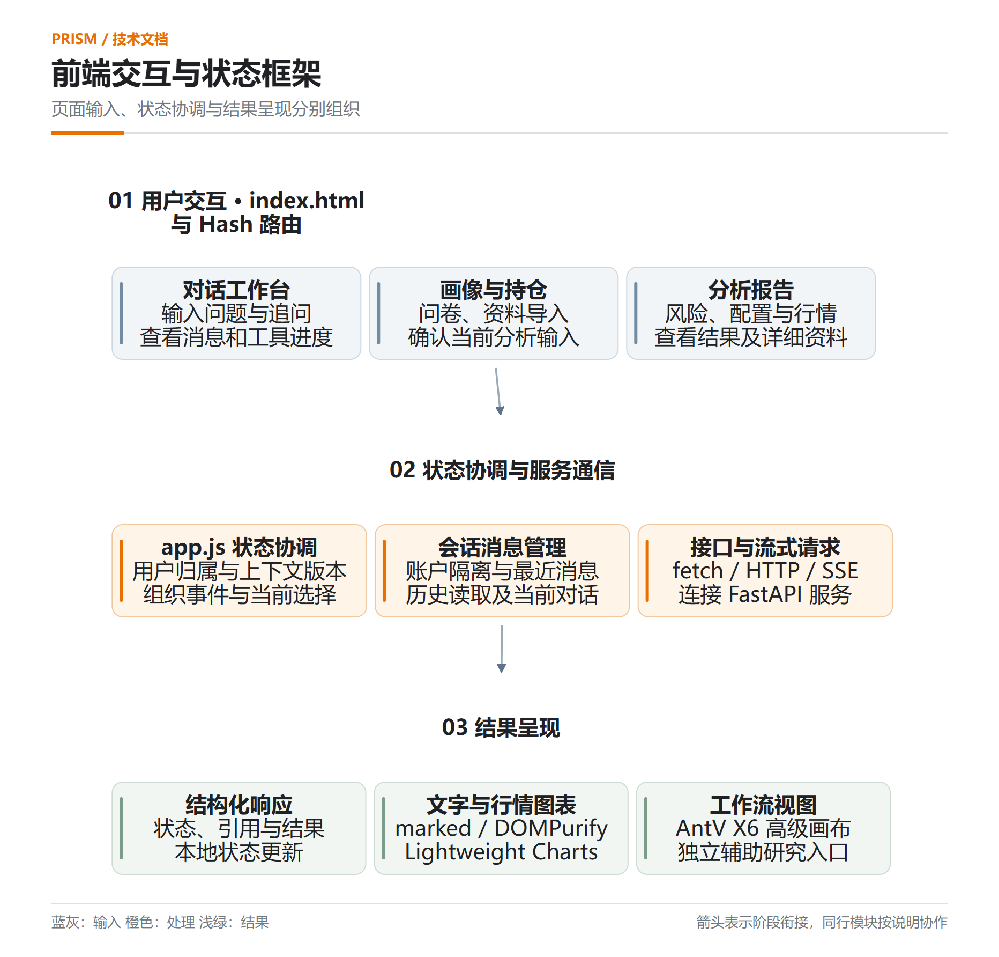 PRISM / 技术文档
前端交互与状态框架
页面输入、状态协调与结果呈现分别组织
01 用户交互 · index.html
与 Hash 路由
对话工作台
输入问题与追问
查看消息和工具进度
画像与持仓
问卷、资料导入
确认当前分析输入
分析报告
风险、配置与行情
查看结果及详细资料
02 状态协调与服务通信
app.js 状态协调
用户归属与上下文版本
组织事件与当前选择
会话消息管理
账户隔离与最近消息
历史读取及当前对话
接口与流式请求
fetch / HTTP / SSE
连接 FastAPI 服务
03 结果呈现
结构化响应
状态、引用与结果
本地状态更新
文字与行情图表
marked / DOMPurify
Lightweight Charts
工作流视图
AntV X6 高级画布
独立辅助研究入口
蓝灰：输入 橙色：处理 浅绿：结果
箭头表示阶段衔接，同行模块按说明协作